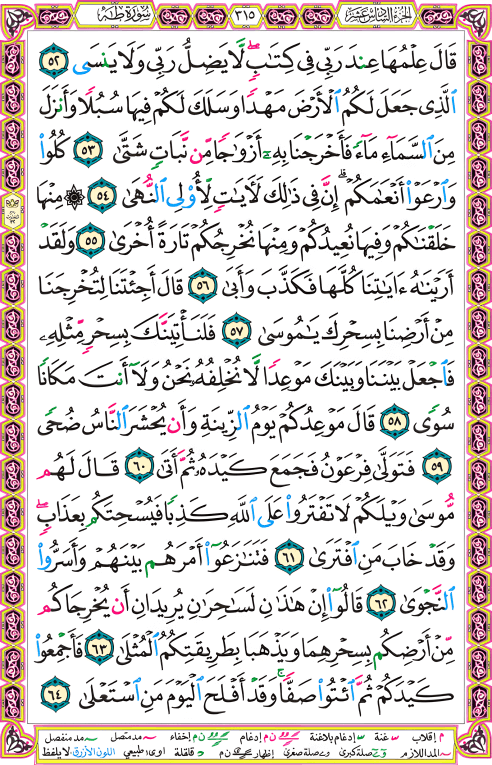 الجزء السادس عشر ٣١٥ سورة طه
قَالَ عِلْمُهَا عِندَ رَبِّى فِى كِتَٰبٍۖ لَّا يَضِلُّ رَبِّى وَلَا يَنسَى ٥٢
ٱلَّذِى جَعَلَ لَكُمُ ٱلْأَرْضَ مَهْدًا وَسَلَكَ لَكُمْ فِيهَا سُبُلًا وَأَنزَلَ
مِنَ ٱلسَّمَآءِ مَآءً فَأَخْرَجْنَا بِهِۦٓ أَزْوَٰجًا مِّن نَّبَاتٍ شَتَّىٰ ٥٣ كُلُوا۟
وَٱرْعَوْا۟ أَنْعَٰمَكُمْۗ إِنَّ فِى ذَٰلِكَ لَءَايَٰتٍ لِّأُو۟لِى ٱلنُّهَىٰ ٥٤ ۞ مِنْهَا
خَلَقْنَٰكُمْ وَفِيهَا نُعِيدُكُمْ وَمِنْهَا نُخْرِجُكُمْ تَارَةً أُخْرَىٰ ٥٥ وَلَقَدْ
أَرَيْنَٰهُ ءَايَٰتِنَا كُلَّهَا فَكَذَّبَ وَأَبَىٰ ٥٦ قَالَ أَجِئْتَنَا لِتُخْرِجَنَا
مِنْ أَرْضِنَا بِسِحْرِكَ يَٰمُوسَىٰ ٥٧ فَلَنَأْتِيَنَّكَ بِسِحْرٍ مِّثْلِهِۦ
فَٱجْعَلْ بَيْنَنَا وَبَيْنَكَ مَوْعِدًا لَّا نُخْلِفُهُۥ نَحْنُ وَلَآ أَنتَ مَكَانًا
سُوًى ٥٨ قَالَ مَوْعِدُكُمْ يَوْمُ ٱلزِّينَةِ وَأَن يُحْشَرَ ٱلنَّاسُ ضُحًى
٥٩ فَتَوَلَّىٰ فِرْعَوْنُ فَجَمَعَ كَيْدَهُۥ ثُمَّ أَتَىٰ ٦٠ قَالَ لَهُم
مُّوسَىٰ وَيْلَكُمْ لَا تَفْتَرُوا۟ عَلَى ٱللَّهِ كَذِبًا فَيُسْحِتَكُم بِعَذَابٍۖ
وَقَدْ خَابَ مَنِ ٱفْتَرَىٰ ٦١ فَتَنَٰزَعُوٓا۟ أَمْرَهُم بَيْنَهُمْ وَأَسَرُّوا۟
ٱلنَّجْوَىٰ ٦٢ قَالُوٓا۟ إِنْ هَٰذَٰنِ لَسَٰحِرَٰنِ يُرِيدَانِ أَن يُخْرِجَاكُم
مِّنْ أَرْضِكُم بِسِحْرِهِمَا وَيَذْهَبَا بِطَرِيقَتِكُمُ ٱلْمُثْلَىٰ ٦٣ فَأَجْمِعُوا۟
كَيْدَكُمْ ثُمَّ ٱئْتُوا۟ صَفًّاۚ وَقَدْ أَفْلَحَ ٱلْيَوْمَ مَنِ ٱسْتَعْلَىٰ ٦٤
م إقلاب س غنة س إدغام بلاغنة ن م إدغام ن م إخفاء مد متصل مد منفصل
المد اللازم صلة كبرى صلة صغرى ن م إظهار د قلقلة ا و ى طبيعي اللون الأزرق لا يلفظ